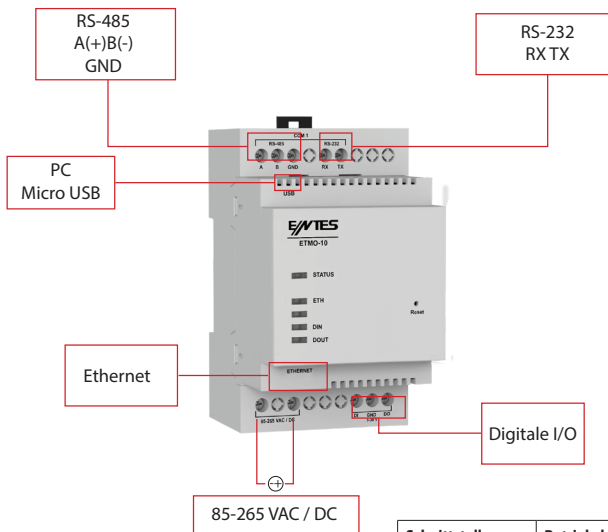 RS-485
A(+)B(-)
GND
RS-232
RX TX
COM 1
RS-485
RS-232
A B GND RX TX
PC
Micro USB
USB
ENTES
ETMO-10
STATUS
ETH
DIN
DOUT
Reset
Ethernet
ETHERNET
85-265 VAC / DC
DI GND DO
Digitale I/O
85-265 VAC / DC